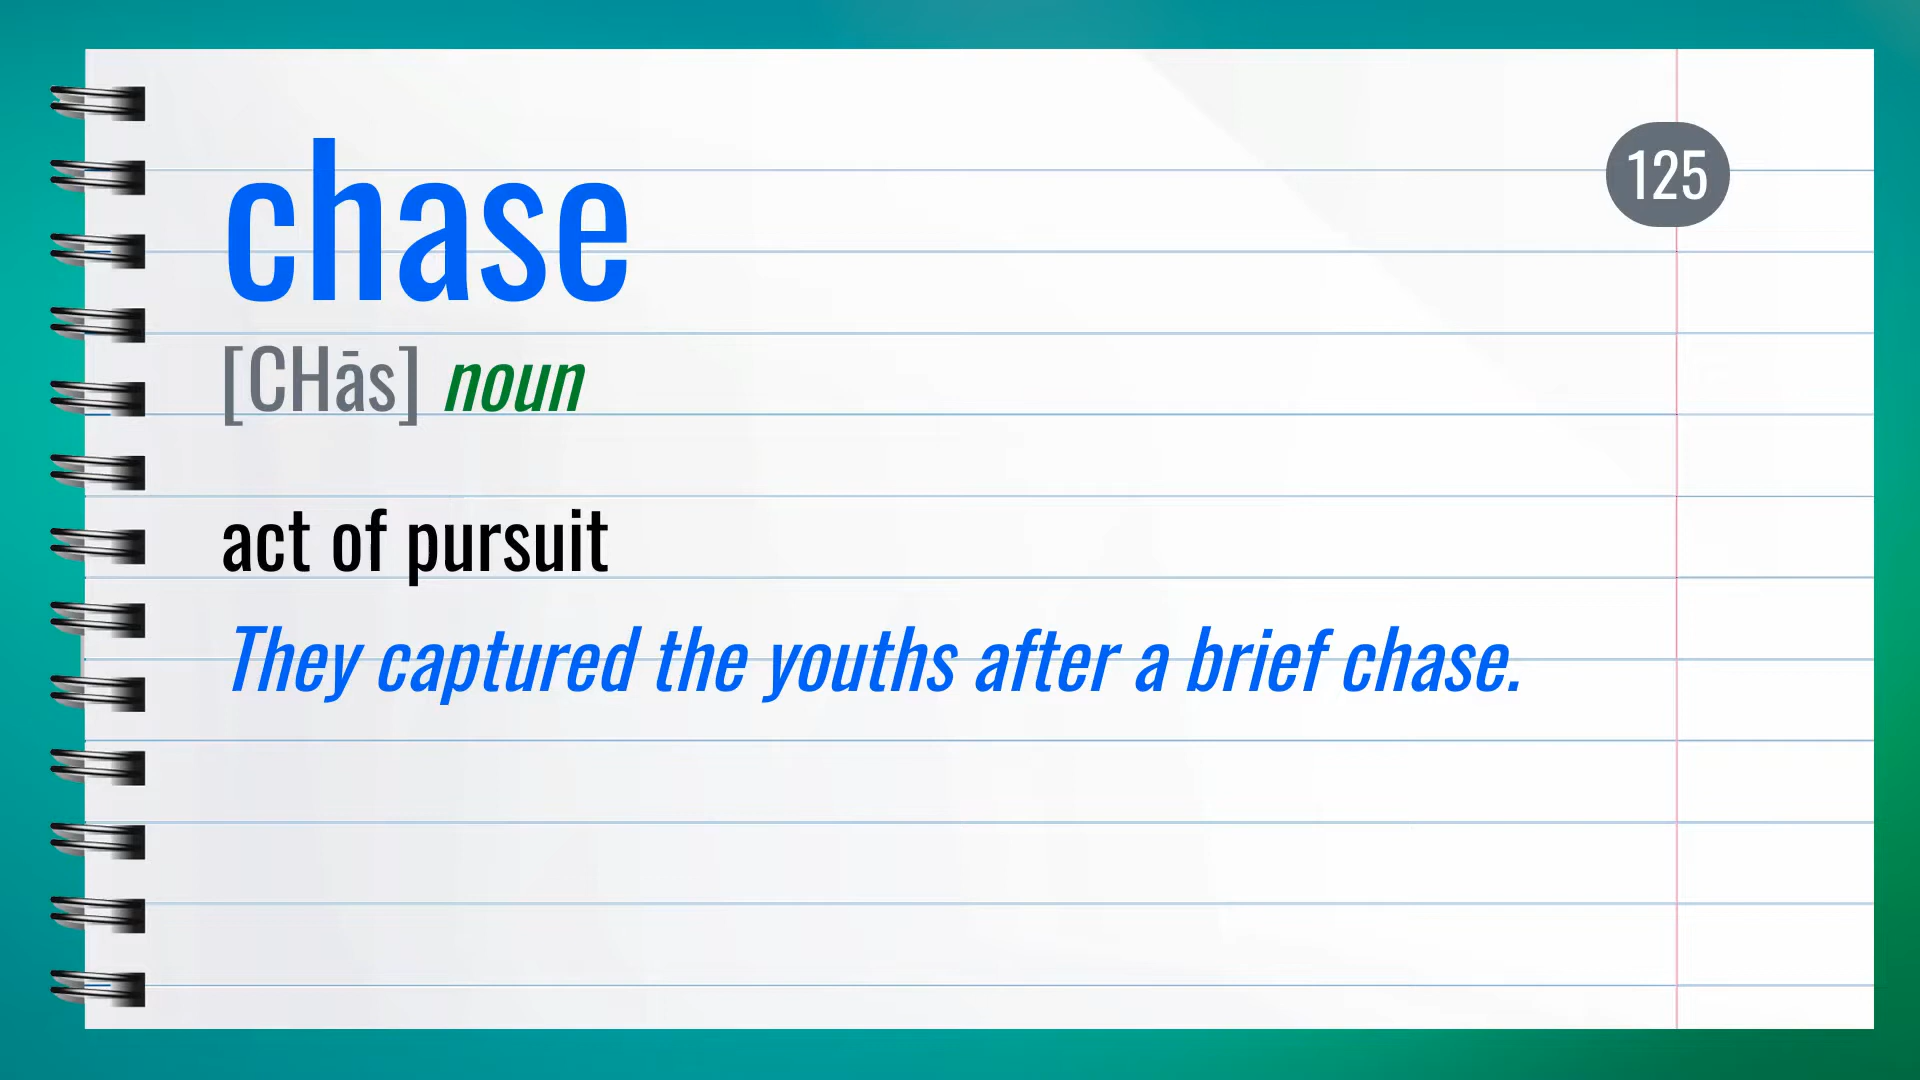 chase
125
[CHās] noun
act of pursuit
They captured the youths after a brief chase.